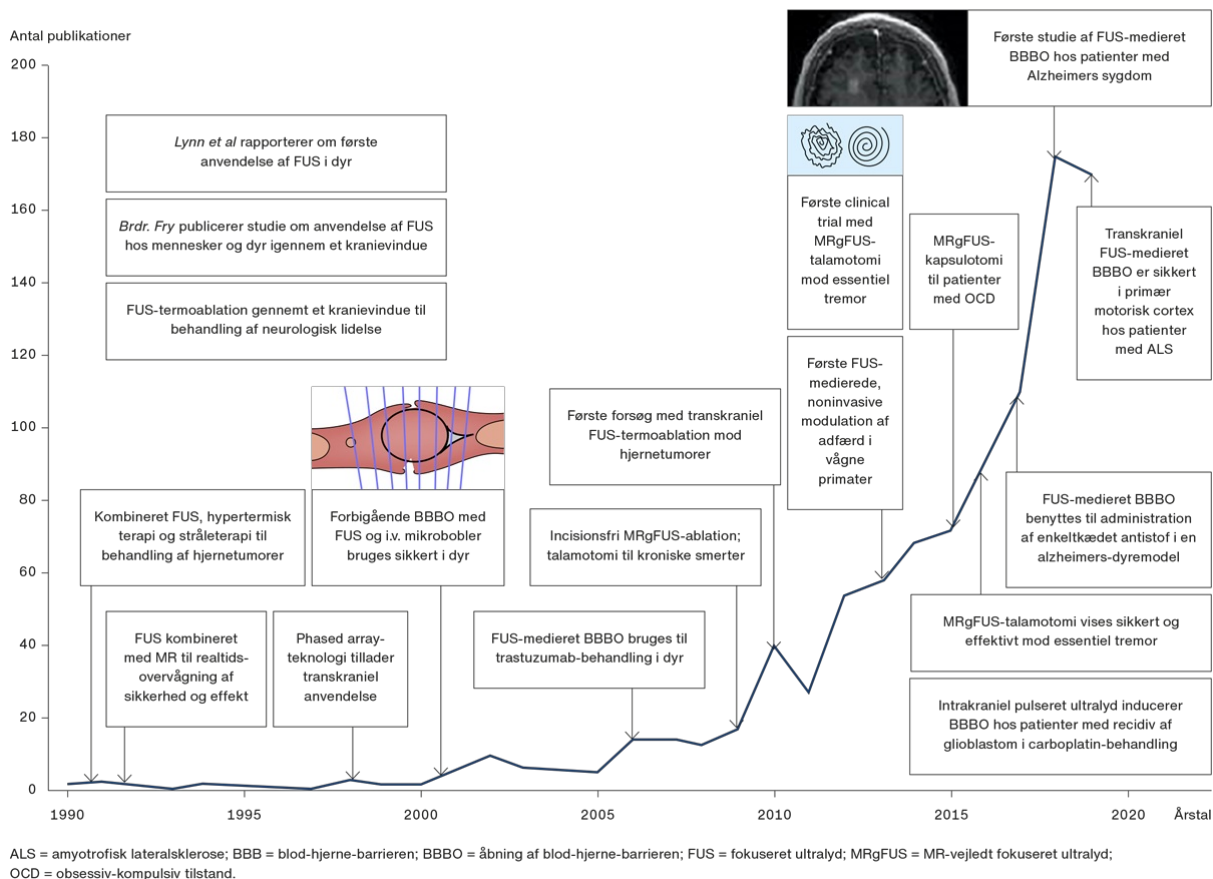 Antal publikationer
200
180
160
140
120
100
80
60
40
20
0
1990
1995
2000
2005
2010
2015
2020
Årstal
Lynn et al rapporterer om første
anvendelse af FUS i dyr
Brdr. Fry publicerer studie om anvendelse af FUS
hos mennesker og dyr igennem et kranievindue
FUS-termoablation gennemt et kranievindue til
behandling af neurologisk lidelse
Kombineret FUS, hypertermisk
terapi og stråleterapi til
behandling af hjernetumorer
FUS kombineret
med MR til realtids-
overvågning af
sikkerhed og effekt
Phased array-
teknologi tillader
transkraniel
anvendelse
Forbigående BBBO med
FUS og i.v. mikrobobler
bruges sikkert i dyr
FUS-medieret BBBO bruges til
trastuzumab-behandling i dyr
Incisionsfri MRgFUS-ablation;
talamotomi til kroniske smerter
Første forsøg med transkraniel
FUS-termoablation mod
hjernetumorer
Første clinical
trial med
MRgFUS-
talamotomi
mod essentiel
tremor
Første FUS-
medierede,
noninvasive
modulation af
adfærd i
vågne
primater
MRgFUS-
kapsulotomi
til patienter
med OCD
Første studie af FUS-medieret
BBBO hos patienter med
Alzheimers sygdom
Transkraniel
FUS-medieret
BBBO er sikkert
i primær
motorisk cortex
hos patienter
med ALS
FUS-medieret BBBO
benyttes til administration
af enkeltkædet antistof i en
alzheimers-dyremodel
MRgFUS-talamotomi vises sikkert og
effektivt mod essentiel tremor
Intrakraniel pulseret ultralyd inducerer
BBBO hos patienter med recidiv af
glioblastom i carboplatin-behandling
ALS = amyotrofisk lateralsklerose; BBB = blod-hjerne-barrieren; BBBO = åbning af blod-hjerne-barrieren; FUS = fokuseret ultralyd; MRgFUS = MR-vejledt fokuseret ultralyd;
OCD = obsessiv-kompulsiv tilstand.